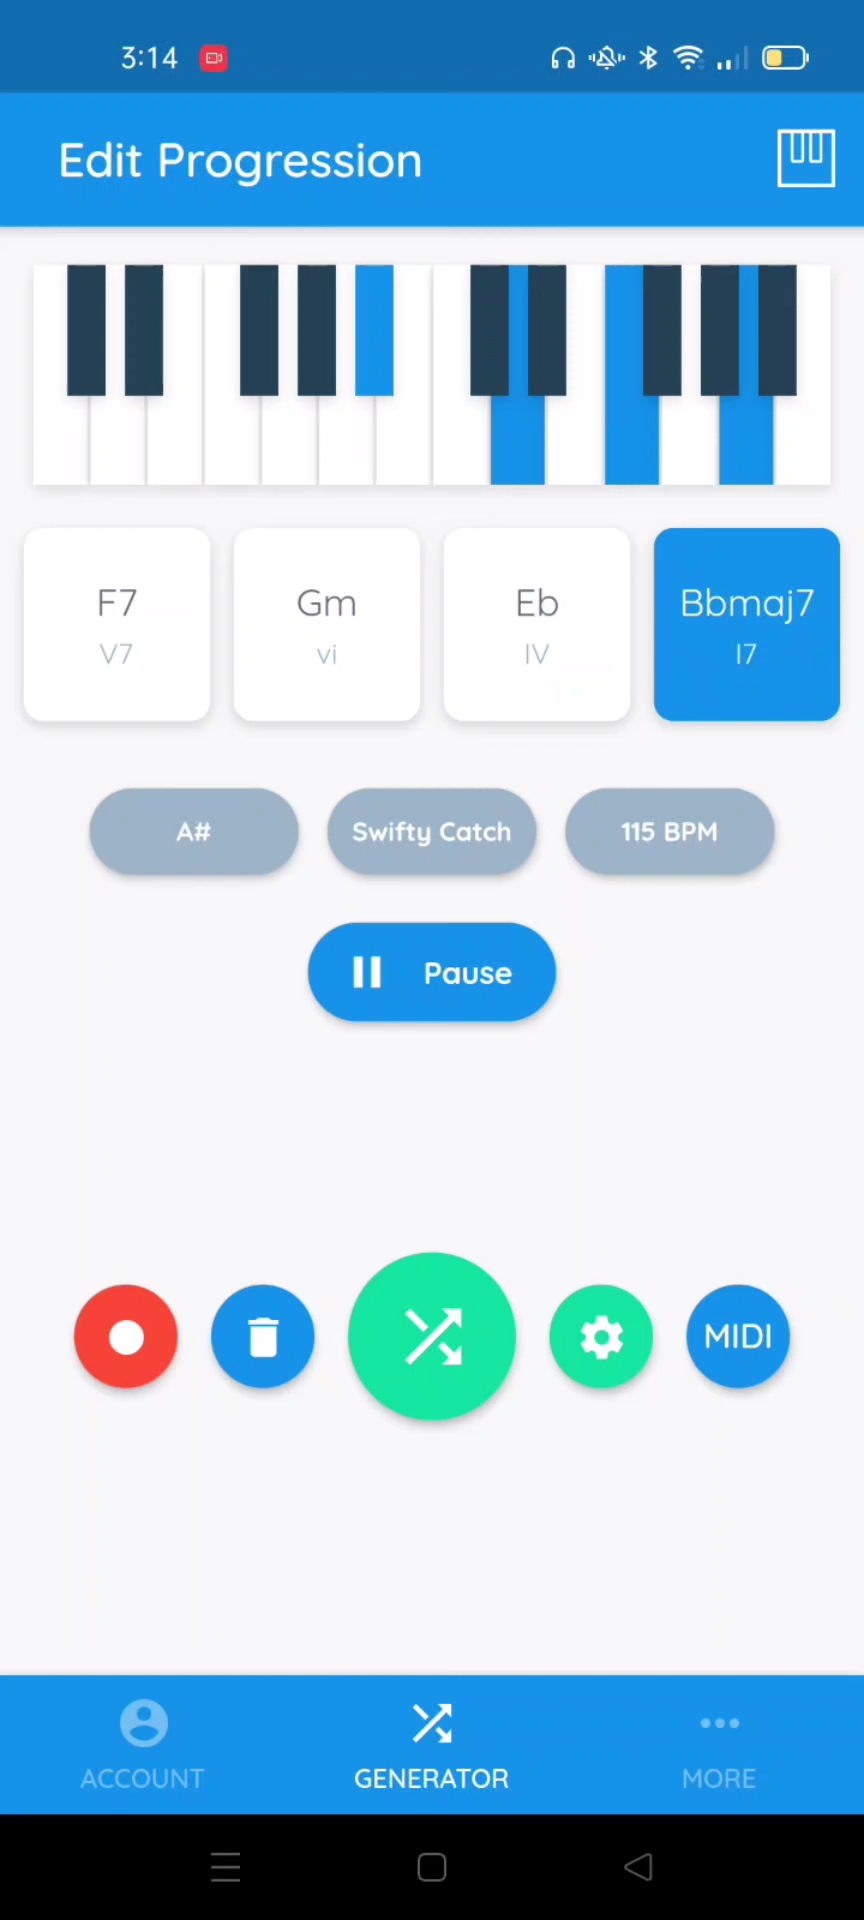 3:14
Edit Progression
F7
V7
Gm
vi
Eb
IV
Bbmaj7
I7
A#
Swifty Catch
115 BPM
Pause
MIDI
ACCOUNT
GENERATOR
MORE